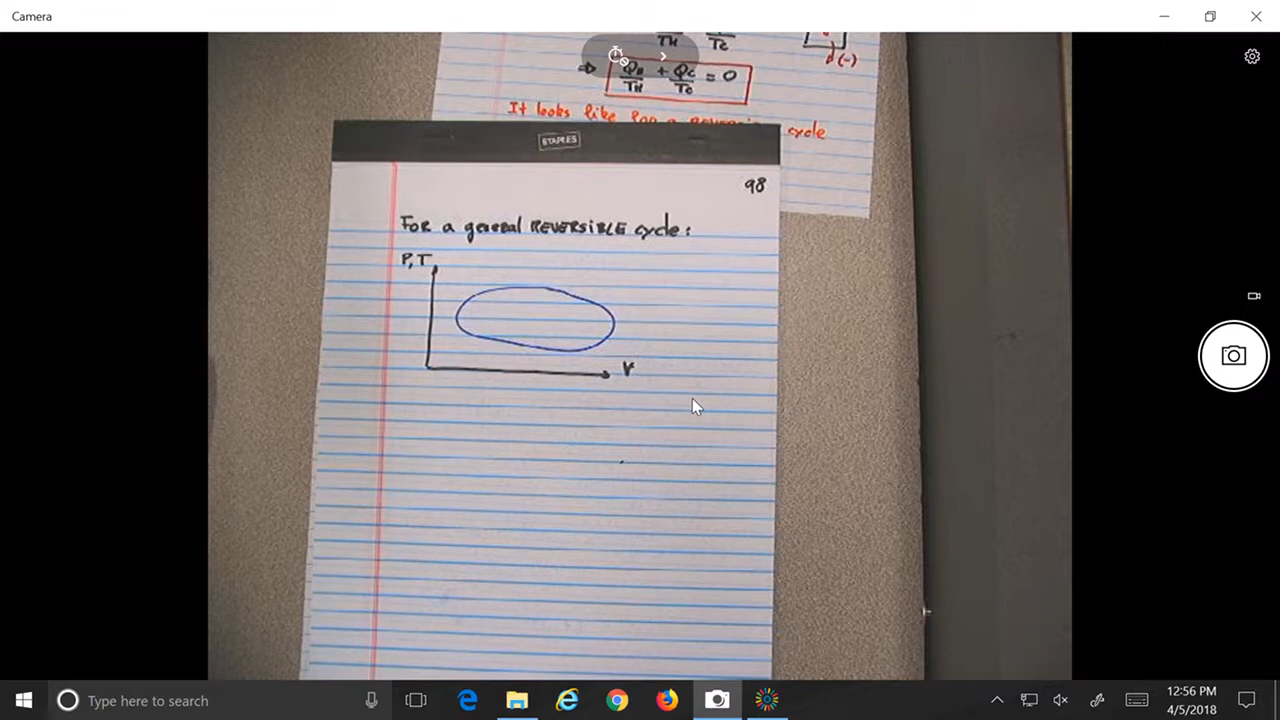 Camera
TH TC
(-)
⇒ QH/TH + QC/TC = 0
It looks like for a REVERSIBLE cycle
STAPLES
98
For a general REVERSIBLE cycle:
P,T
V
Type here to search
12:56 PM
4/5/2018